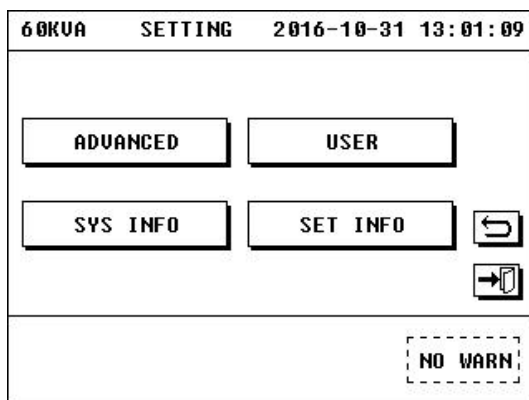 60KVA SETTING 2016-10-31 13:01:09
ADVANCED USER
SYS INFO SET INFO
NO WARN